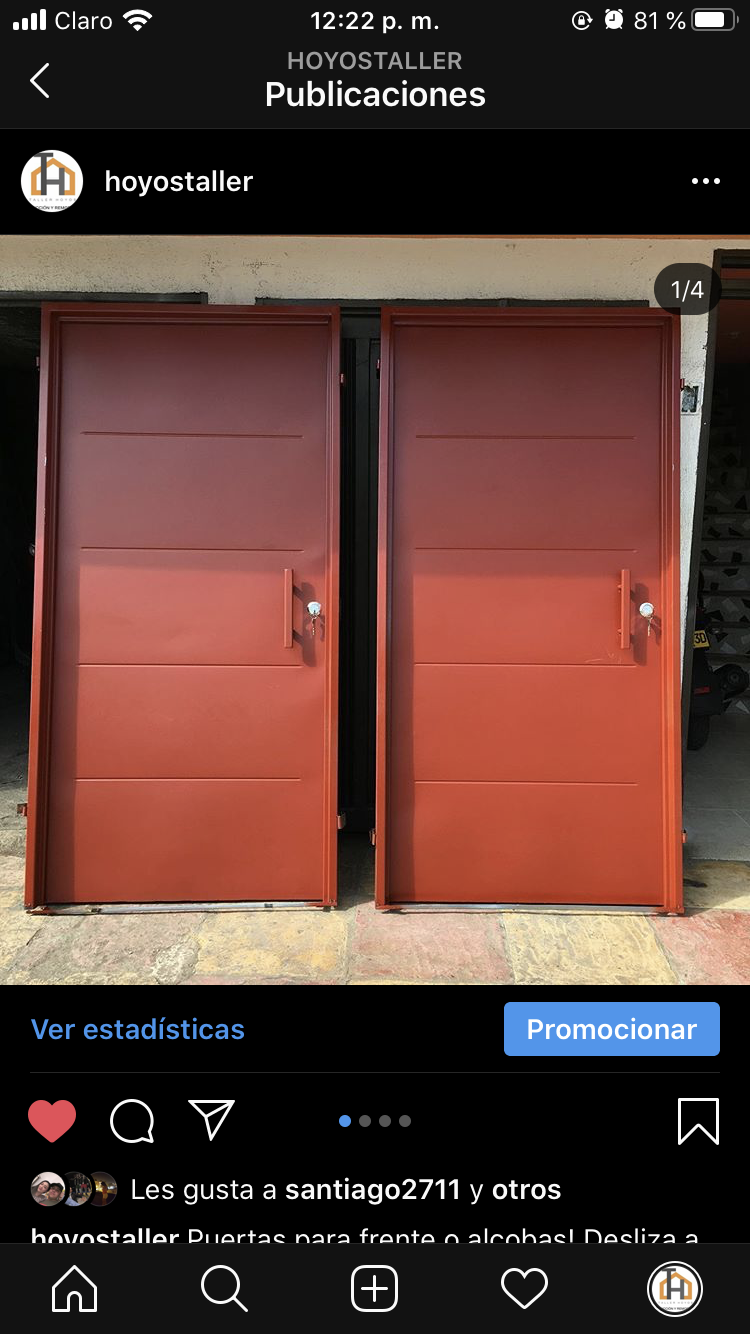 Claro
12:22 p. m.
81 %
HOYOSTALLER
Publicaciones
hoyostaller
1/4
Ver estadísticas
Promocionar
Les gusta a santiago2711 y otros
hoyostaller Puertas para frente o alcobas! Desliza a